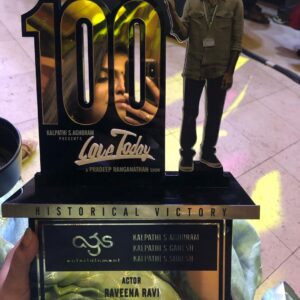 100
KALPATHI S.AGHORAM
PRESENTS
Love Today
A PRADEEP RANGANATHAN SHOW
HISTORICAL VICTORY
ags
entertainment
KALPATHI S.AGHORAM
KALPATHI S.GANESH
KALPATHI S.SURESH
ACTOR
RAVEENA RAVI